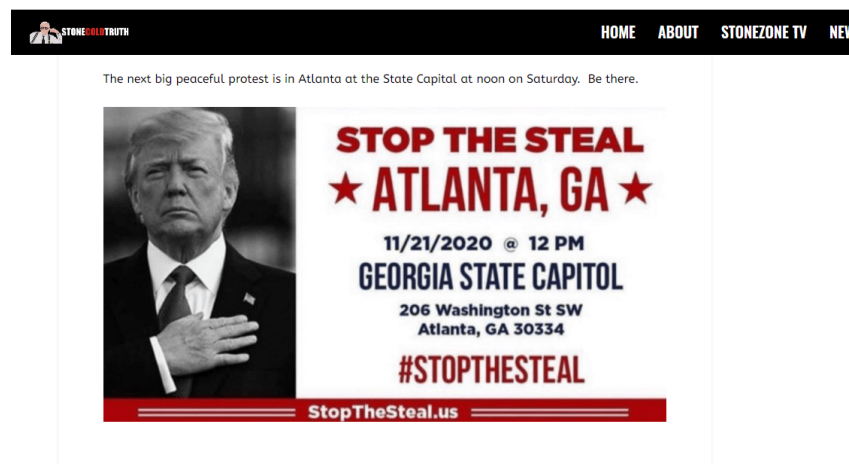 STONECOLDTRUTH
HOME ABOUT STONEZONE TV
The next big peaceful protest is in Atlanta at the State Capital at noon on Saturday. Be there.
STOP THE STEAL
★ ATLANTA, GA ★
11/21/2020 @ 12 PM
GEORGIA STATE CAPITOL
206 Washington St SW
Atlanta, GA 30334
#STOPTHESTEAL
StopTheSteal.us